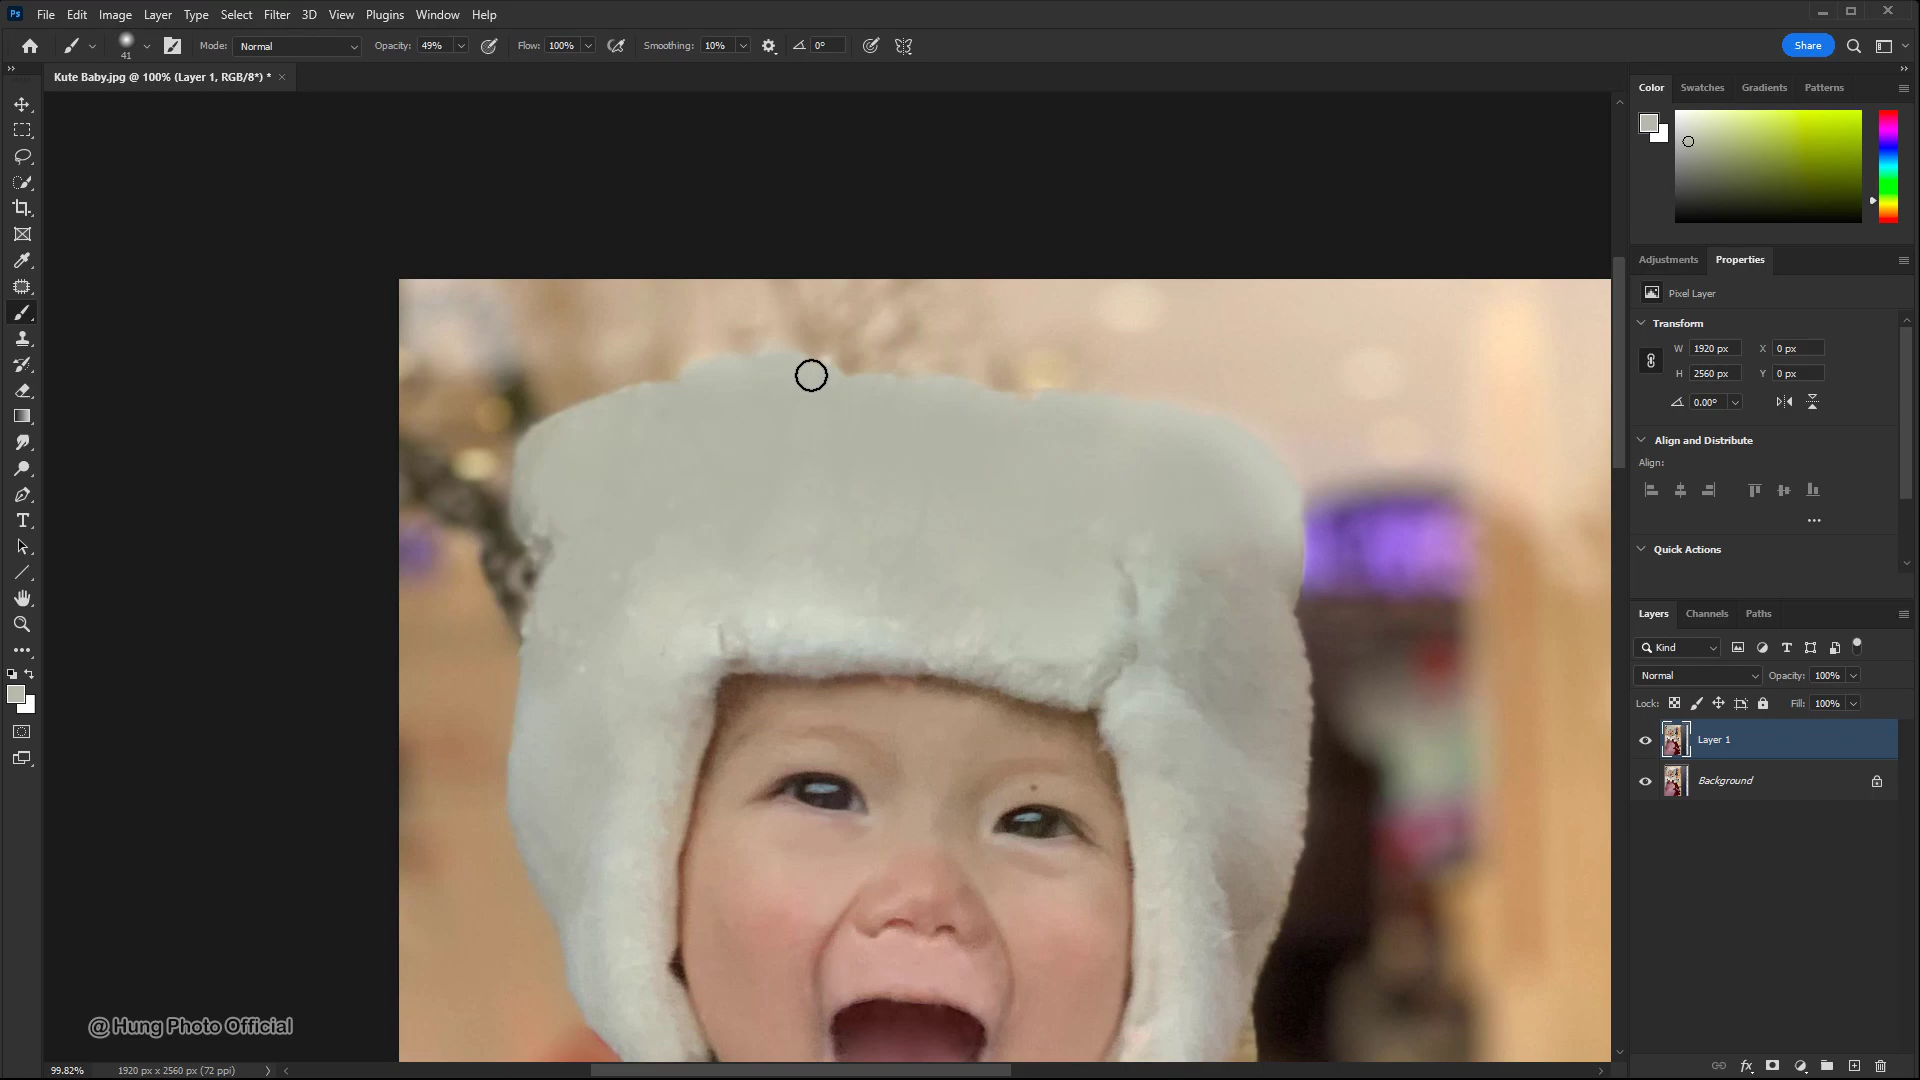 Ps File Edit Image Layer Type Select Filter 3D View Plugins Window Help
41 Mode: Normal Opacity: 49% Flow: 100% Smoothing: 10% 0° Share
Kute Baby.jpg @ 100% (Layer 1, RGB/8*) * ×
Color Swatches Gradients Patterns
Adjustments Properties
Pixel Layer
Transform
W 1920 px X 0 px
H 2560 px Y 0 px
0.00°
Align and Distribute
Align:
Quick Actions
Layers Channels Paths
Kind
Normal Opacity: 100%
Lock: Fill: 100%
Layer 1
Background
@ Hung Photo Official
99.82% 1920 px x 2560 px (72 ppi)